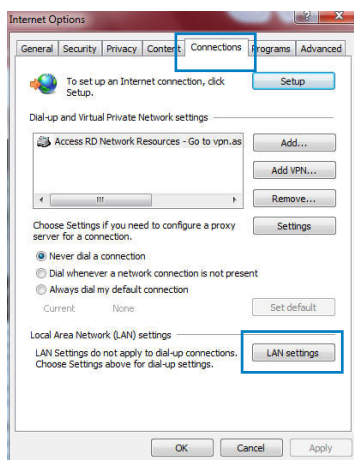 Internet Options
General Security Privacy Content Connections Programs Advanced
To set up an Internet connection, click
Setup.
Setup
Dial-up and Virtual Private Network settings
Access RD Network Resources - Go to vpn.as
Add...
Add VPN...
Remove...
Choose Settings if you need to configure a proxy
server for a connection.
Settings
Never dial a connection
Dial whenever a network connection is not present
Always dial my default connection
Current None
Set default
Local Area Network (LAN) settings
LAN Settings do not apply to dial-up connections.
Choose Settings above for dial-up settings.
LAN settings
OK Cancel Apply